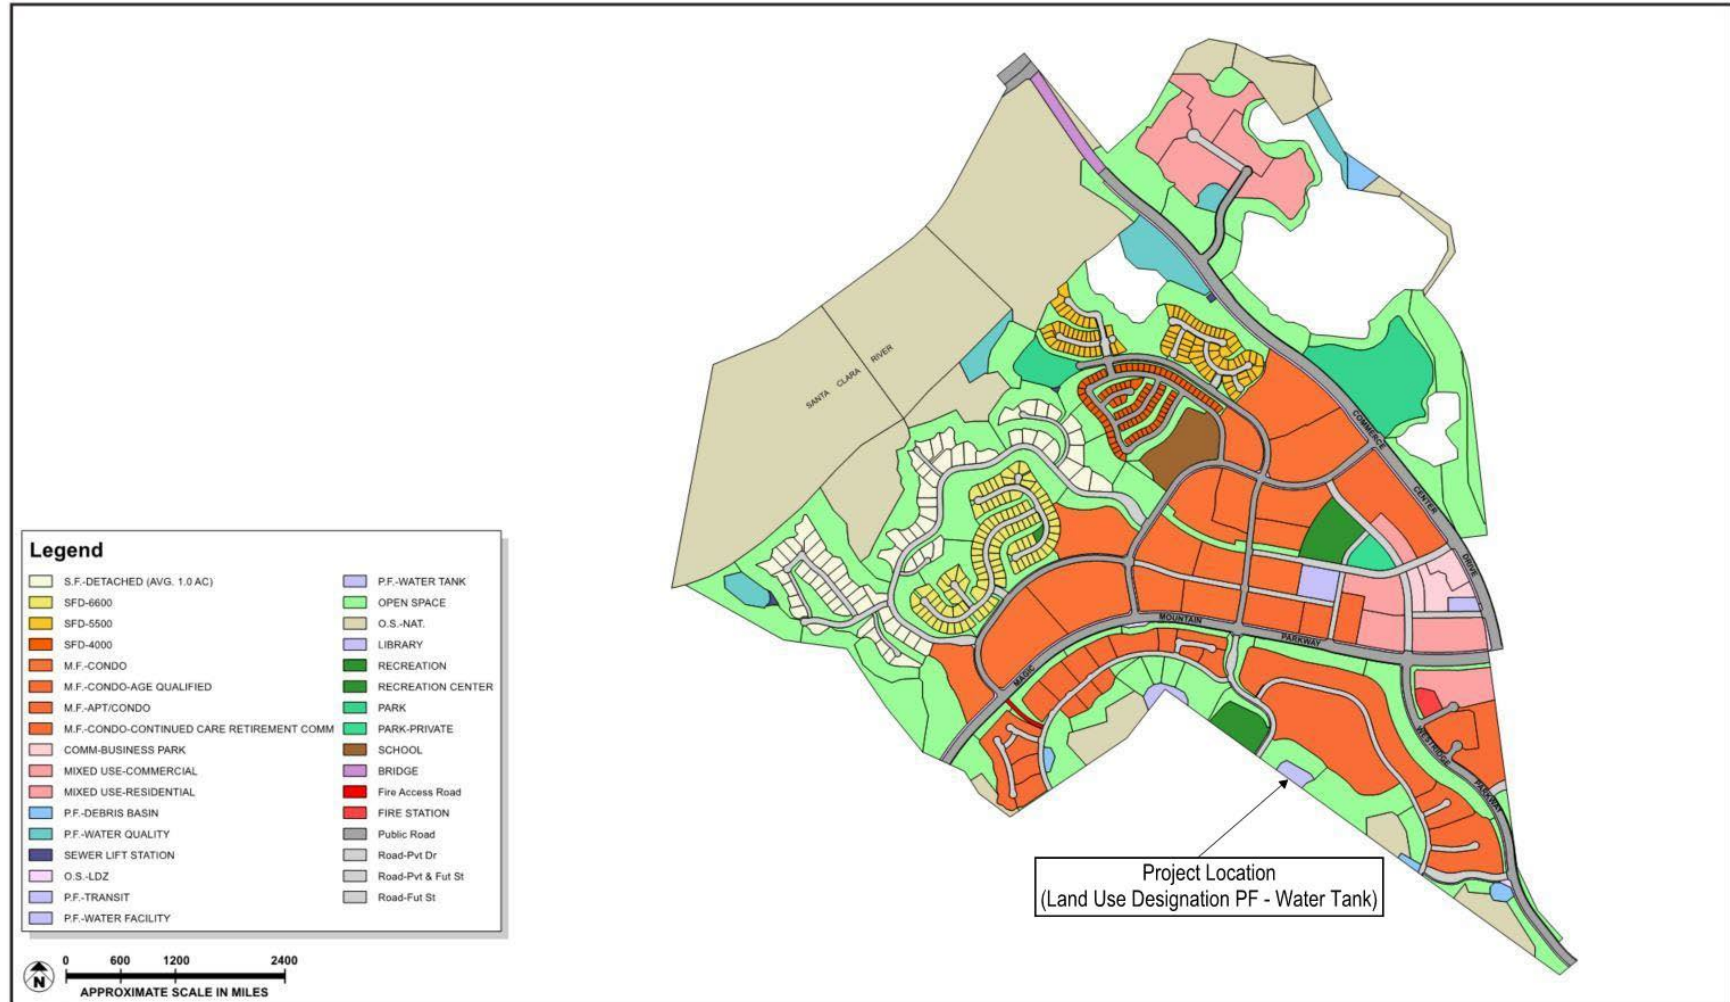 SANTA CLARA RIVER
COMMERCE
CENTER
DRIVE
MOUNTAIN
PARKWAY
MAGIC
WESTRIDGE
PARKWAY
Project Location
(Land Use Designation PF - Water Tank)
Legend
S.F.-DETACHED (AVG. 1.0 AC)
SFD-6600
SFD-5500
SFD-4000
M.F.-CONDO
M.F.-CONDO-AGE QUALIFIED
M.F.-APT/CONDO
M.F.-CONDO-CONTINUED CARE RETIREMENT COMM
COMM-BUSINESS PARK
MIXED USE-COMMERCIAL
MIXED USE-RESIDENTIAL
P.F.-DEBRIS BASIN
P.F.-WATER QUALITY
SEWER LIFT STATION
O.S.-LDZ
P.F.-TRANSIT
P.F.-WATER FACILITY
P.F.-WATER TANK
OPEN SPACE
O.S.-NAT.
LIBRARY
RECREATION
RECREATION CENTER
PARK
PARK-PRIVATE
SCHOOL
BRIDGE
Fire Access Road
FIRE STATION
Public Road
Road-Pvt Dr
Road-Pvt & Fut St
Road-Fut St
N
0 600 1200 2400
APPROXIMATE SCALE IN MILES